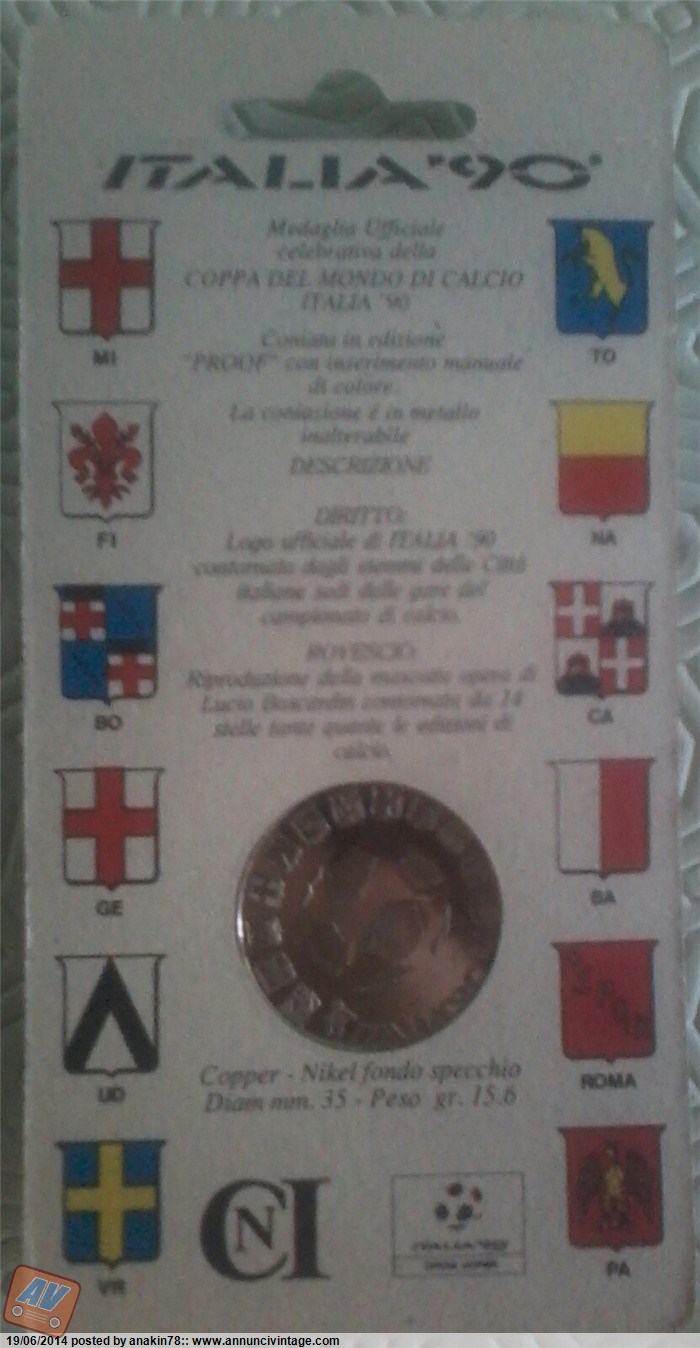 ITALIA '90
Medaglia Ufficiale
celebrativa della
COPPA DEL MONDO DI CALCIO
ITALIA '90
Coniata in edizione
"PROOF" con inserimento manuale
di colore.
La coniazione é in metallo
inalterabile
DESCRIZIONE
DIRITTO:
Logo ufficiale di ITALIA '90
contornato dagli stemmi delle Città
italiane sedi delle gare del
campionato di calcio.
ROVESCIO:
Riproduzione della mascotte opera di
Lucio Boscardin contornata da 14
stelle tante quante le edizioni di
calcio.
MI
FI
BO
GE
UD
VR
TO
NA
CA
BA
SPQR
ROMA
PA
Copper - Nikel fondo specchio
Diam mm. 35 - Peso gr. 15.6
CNI
ITALIA '90
AV
19/06/2014 posted by anakin78:: www.annuncivintage.com